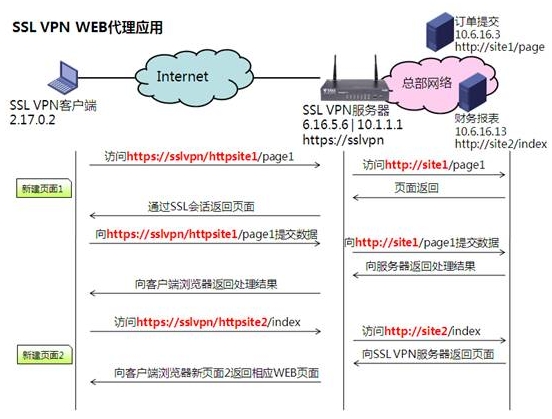 SSL VPN WEB代理应用
订单提交
10.6.16.3
http://site1/page
Internet
总部网络
SSL VPN客户端
2.17.0.2
SSL VPN服务器
6.16.5.6 | 10.1.1.1
https://sslvpn
财务报表
10.6.16.13
http://site2/index
访问https://sslvpn/httpsite1/page1
访问http://site1/page1
新建页面1
页面返回
通过SSL会话返回页面
向https://sslvpn/httpsite1/page1提交数据
向http://site1/page1提交数据
向服务器返回处理结果
向客户端浏览器返回处理结果
访问https://sslvpn/httpsite2/index
访问http://site2/index
新建页面2
向SSL VPN服务器返回页面
向客户端浏览器新页面2返回相应WEB页面